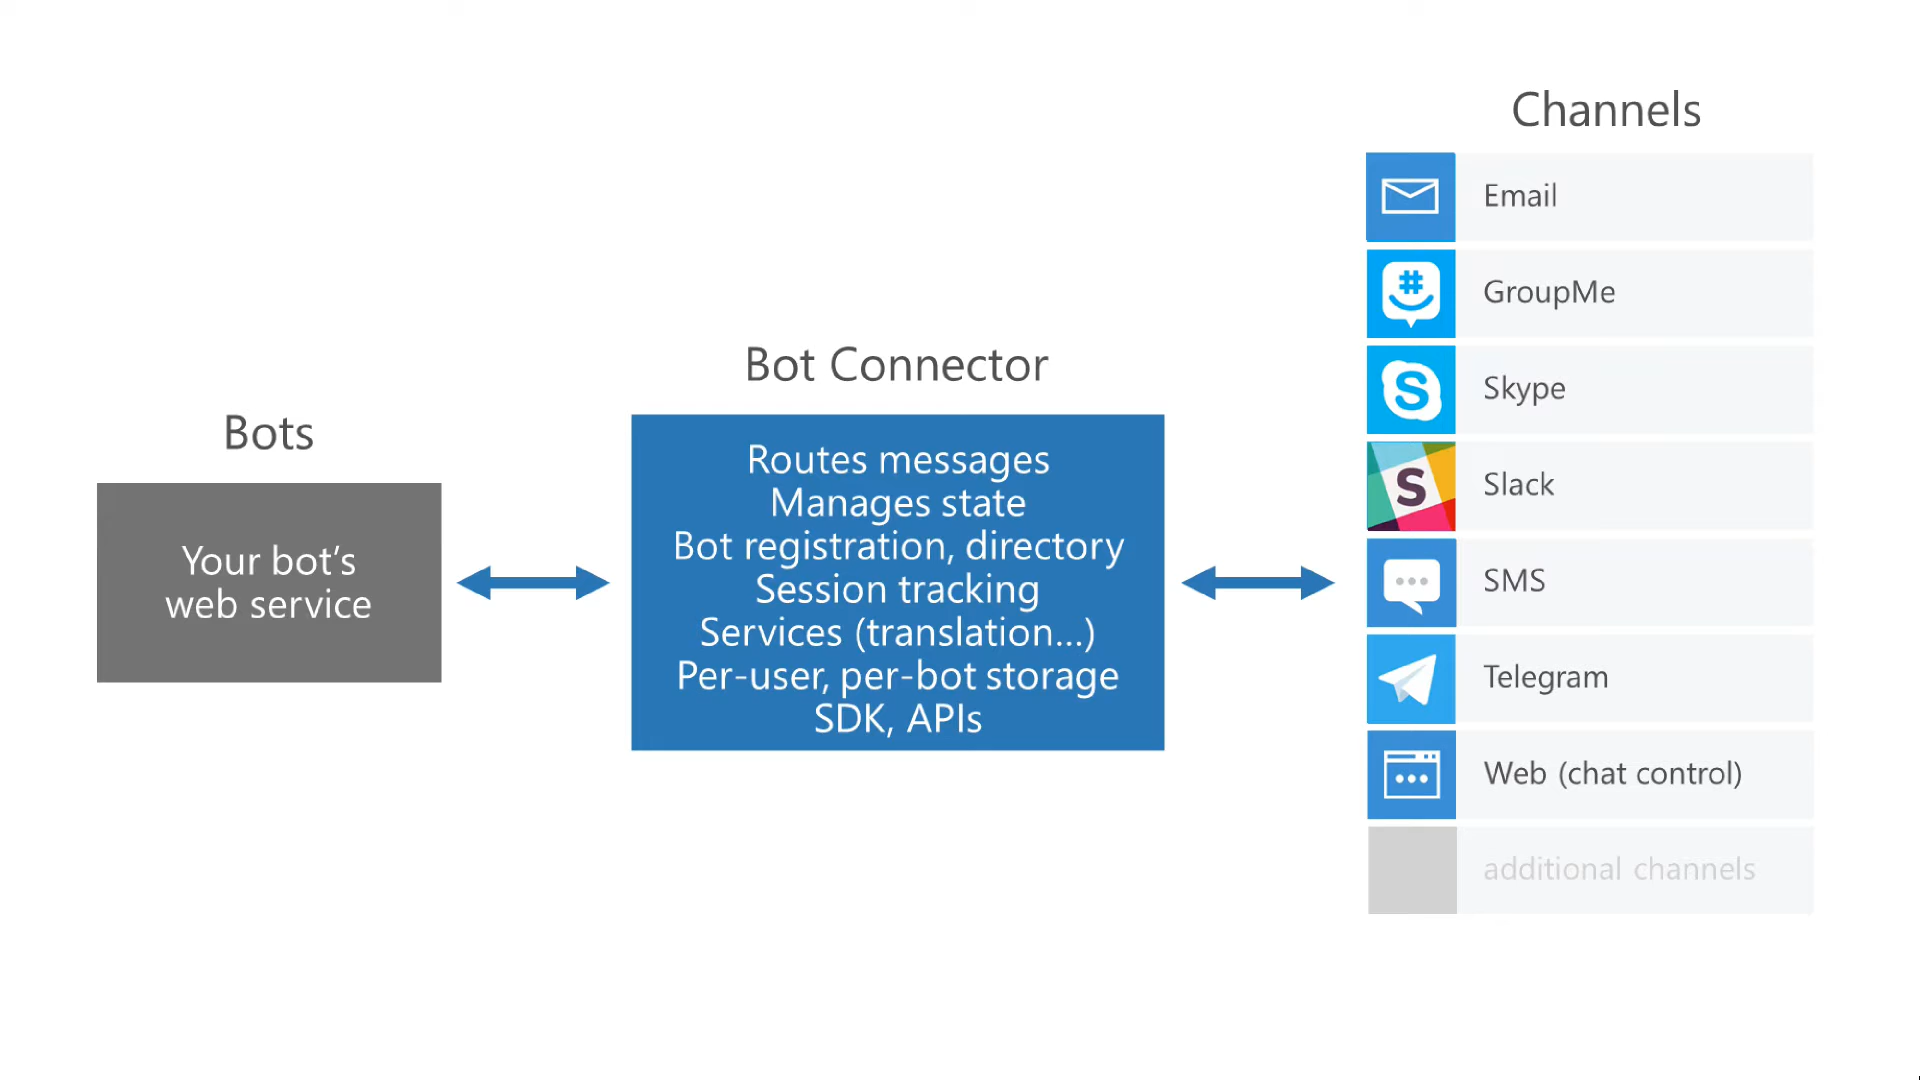 Channels
Email
GroupMe
Skype
Slack
SMS
Telegram
Web (chat control)
additional channels
Bot Connector
Routes messages
Manages state
Bot registration, directory
Session tracking
Services (translation...)
Per-user, per-bot storage
SDK, APIs
Bots
Your bot's
web service